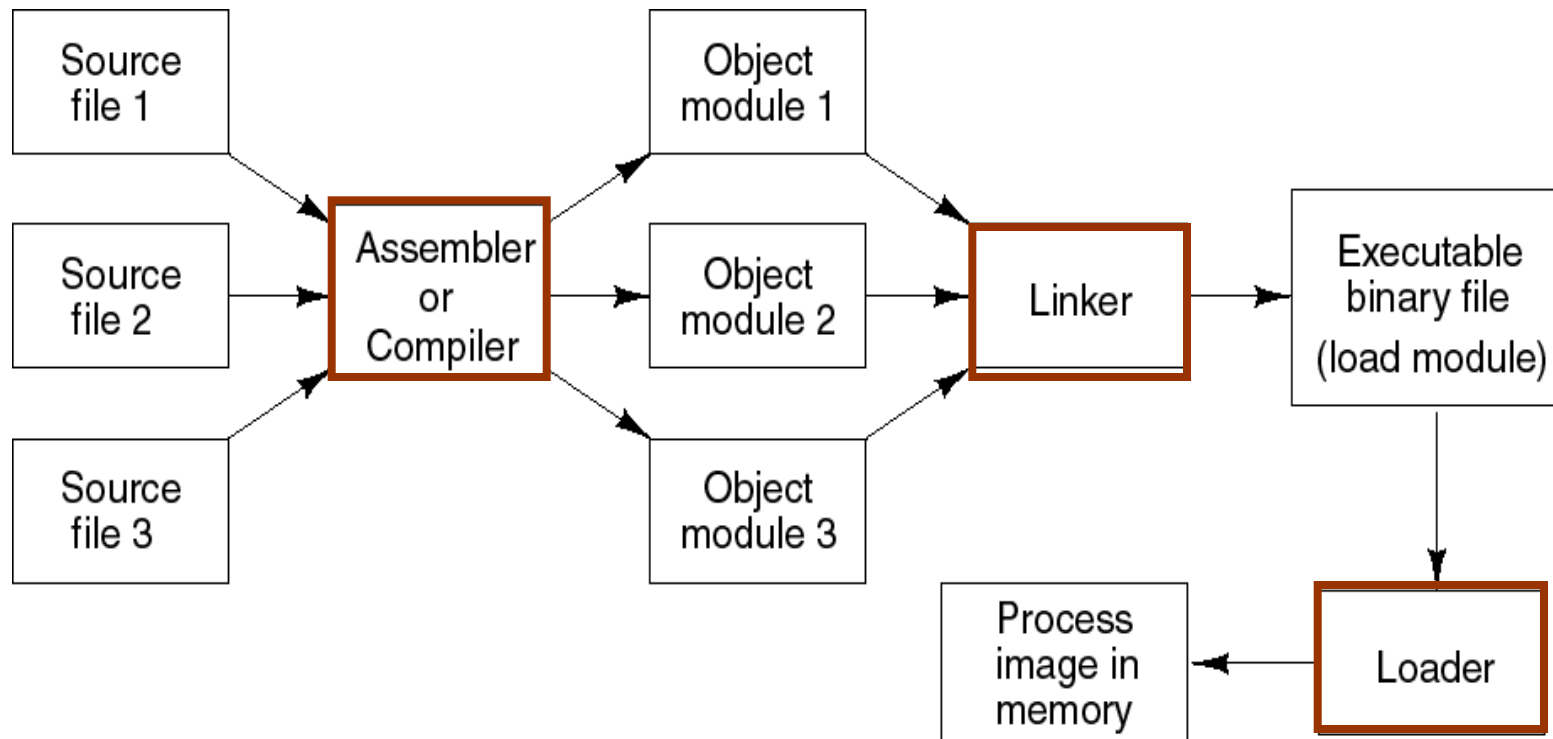 Source
file 1
Source
file 2
Source
file 3
Assembler
or
Compiler
Object
module 1
Object
module 2
Object
module 3
Linker
Executable
binary file
(load module)
Loader
Process
image in
memory